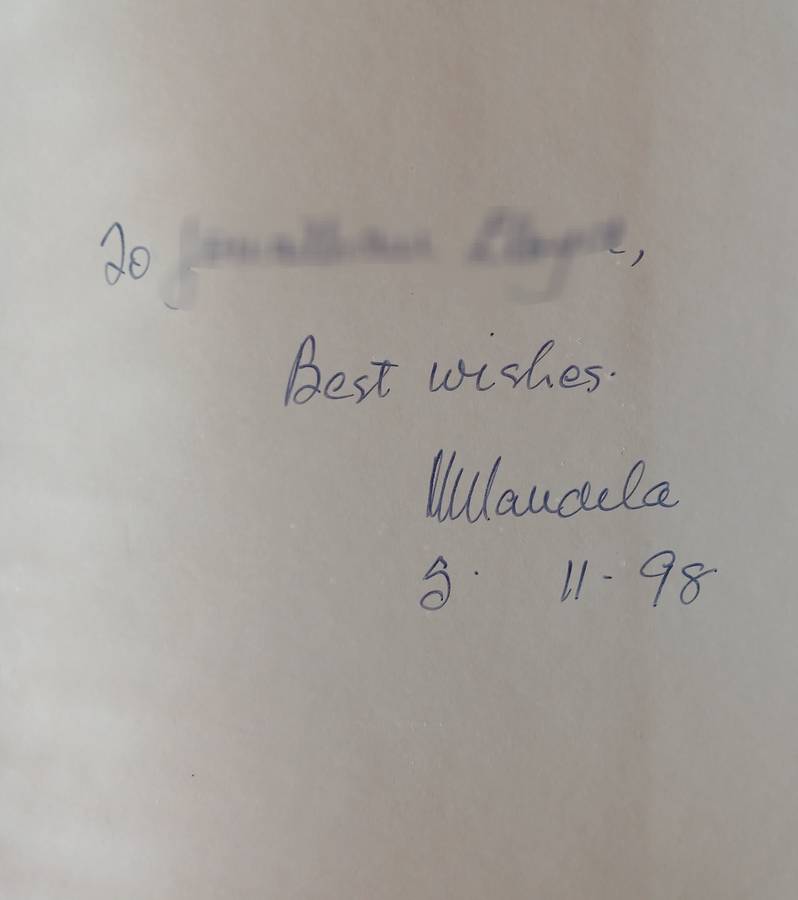 To ,
Best wishes.
NMandela
5. 11-98